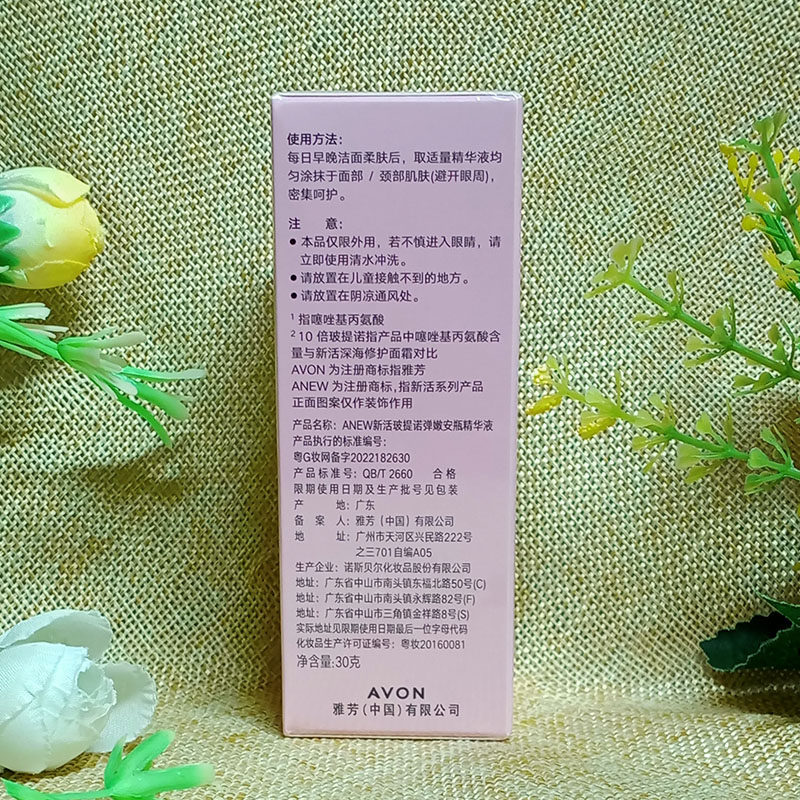 使用方法：
每日早晚洁面柔肤后，取适量精华液均
匀涂抹于面部 / 颈部肌肤(避开眼周)，
密集呵护。
注 意：
● 本品仅限外用，若不慎进入眼睛，请
立即使用清水冲洗。
● 请放置在儿童接触不到的地方。
● 请放置在阴凉通风处。
¹ 指噻唑基丙氨酸
² 10 倍玻提诺指产品中噻唑基丙氨酸含
量与新活深海修护面霜对比
AVON 为注册商标指雅芳
ANEW 为注册商标，指新活系列产品
正面图案仅作装饰作用
产品名称：ANEW新活玻提诺弹嫩安瓶精华液
产品执行的标准编号：
粤G妆网备字2022182630
产品标准号：QB/T 2660 合格
限期使用日期及生产批号见包装
产 地：广东
备 案 人：雅芳（中国）有限公司
地 址：广州市天河区兴民路222号
之三701自编A05
生产企业：诺斯贝尔化妆品股份有限公司
地址：广东省中山市南头镇东福北路50号(C)
地址：广东省中山市南头镇永辉路82号(F)
地址：广东省中山市三角镇金祥路8号(S)
实际地址见限期使用日期最后一位字母代码
化妆品生产许可证编号：粤妆20160081
净含量:30克
AVON
雅芳（中国）有限公司